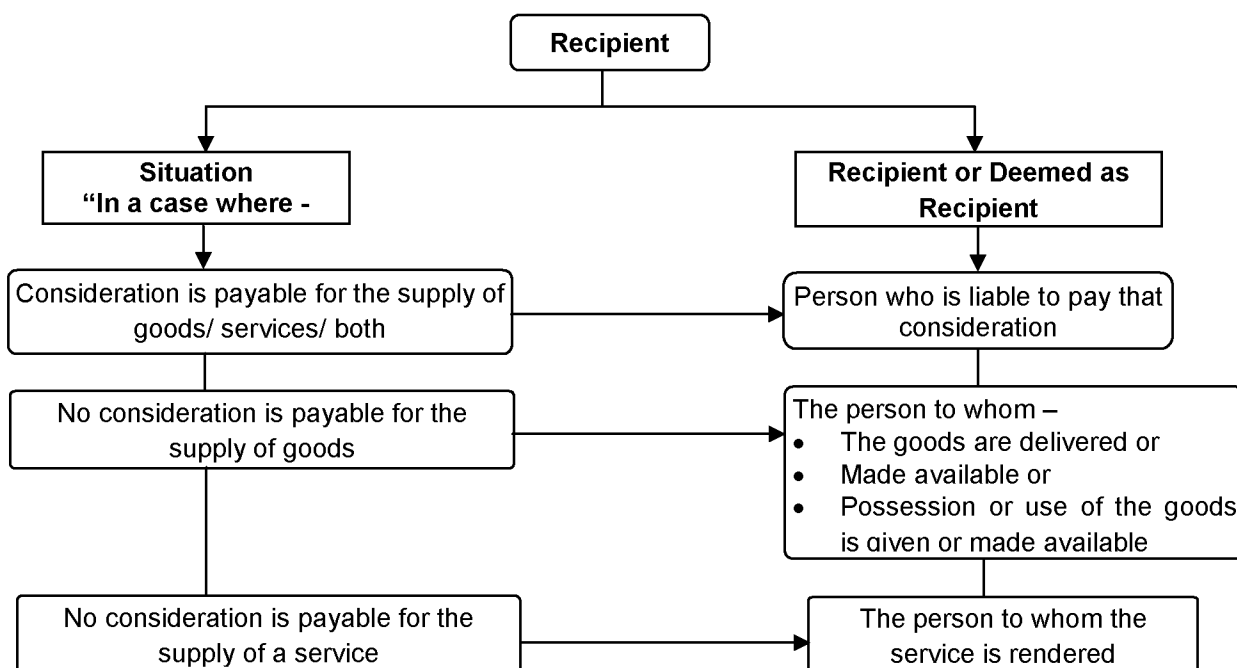 Recipient
Situation
“In a case where -
Recipient or Deemed as
Recipient
Consideration is payable for the supply of
goods/ services/ both
Person who is liable to pay that
consideration
No consideration is payable for the
supply of goods
The person to whom –
• The goods are delivered or
• Made available or
• Possession or use of the goods
is given or made available
No consideration is payable for the
supply of a service
The person to whom the
service is rendered